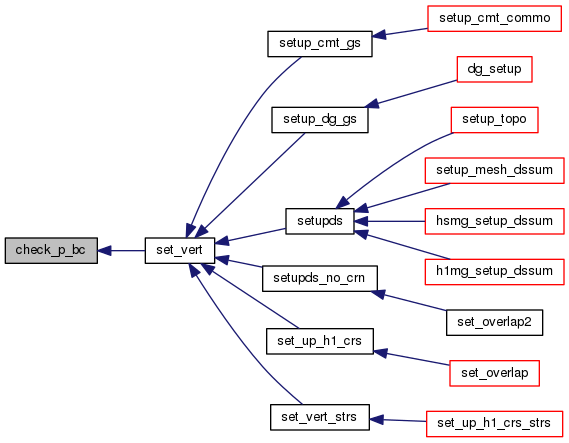 setup_cmt_commo
setup_cmt_gs
dg_setup
setup_dg_gs
setup_topo
setup_mesh_dssum
setupds
hsmg_setup_dssum
check_p_bc
set_vert
h1mg_setup_dssum
setupds_no_crn
set_overlap2
set_up_h1_crs
set_overlap
set_vert_strs
set_up_h1_crs_strs